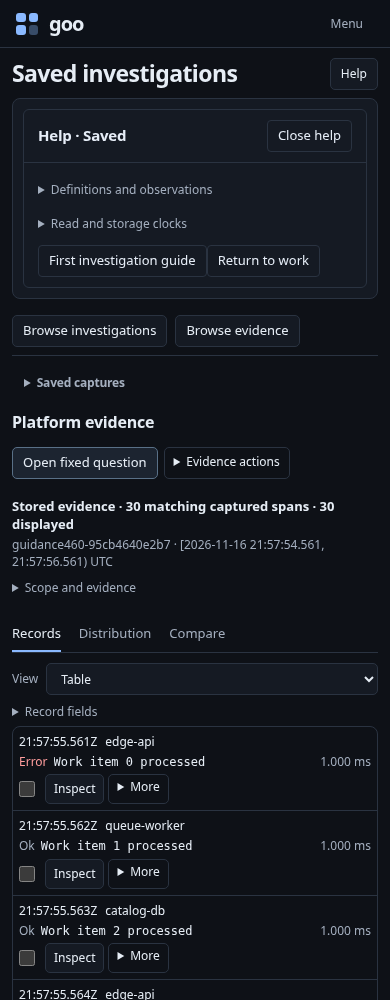 goo
Menu
Saved investigations
Help
Help · Saved
Close help
Definitions and observations
Read and storage clocks
First investigation guide
Return to work
Browse investigations
Browse evidence
Saved captures
Platform evidence
Open fixed question
Evidence actions
Stored evidence · 30 matching captured spans · 30
displayed
guidance460-95cb4640e2b7 · [2026-11-16 21:57:54.561,
21:57:56.561) UTC
Scope and evidence
Records
Distribution
Compare
View
Table
Record fields
21:57:55.561Z edge-api
Error Work item 0 processed 1.000 ms
Inspect
More
21:57:55.562Z queue-worker
Ok Work item 1 processed 1.000 ms
Inspect
More
21:57:55.563Z catalog-db
Ok Work item 2 processed 1.000 ms
Inspect
More
21:57:55.564Z edge-api